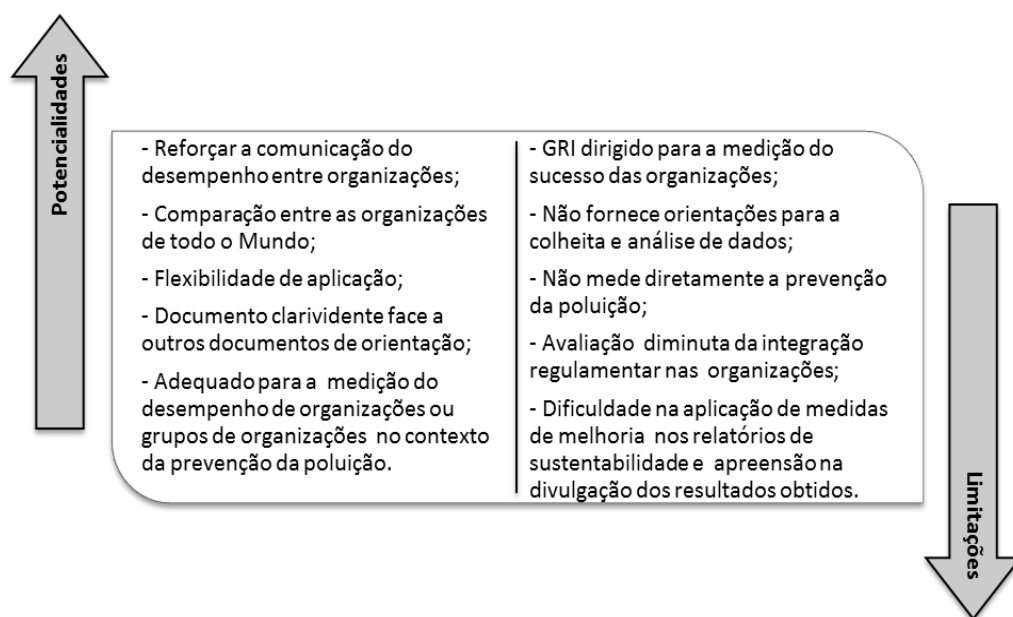 Potencialidades
- Reforçar a comunicação do
desempenho entre organizações;
- Comparação entre as organizações
de todo o Mundo;
- Flexibilidade de aplicação;
- Documento clarividente face a
outros documentos de orientação;
- Adequado para a medição do
desempenho de organizações ou
grupos de organizações no contexto
da prevenção da poluição.
- GRI dirigido para a medição do
sucesso das organizações;
- Não fornece orientações para a
colheita e análise de dados;
- Não mede diretamente a prevenção
da poluição;
- Avaliação diminuta da integração
regulamentar nas organizações;
- Dificuldade na aplicação de medidas
de melhoria nos relatórios de
sustentabilidade e apreensão na
divulgação dos resultados obtidos.
Limitações